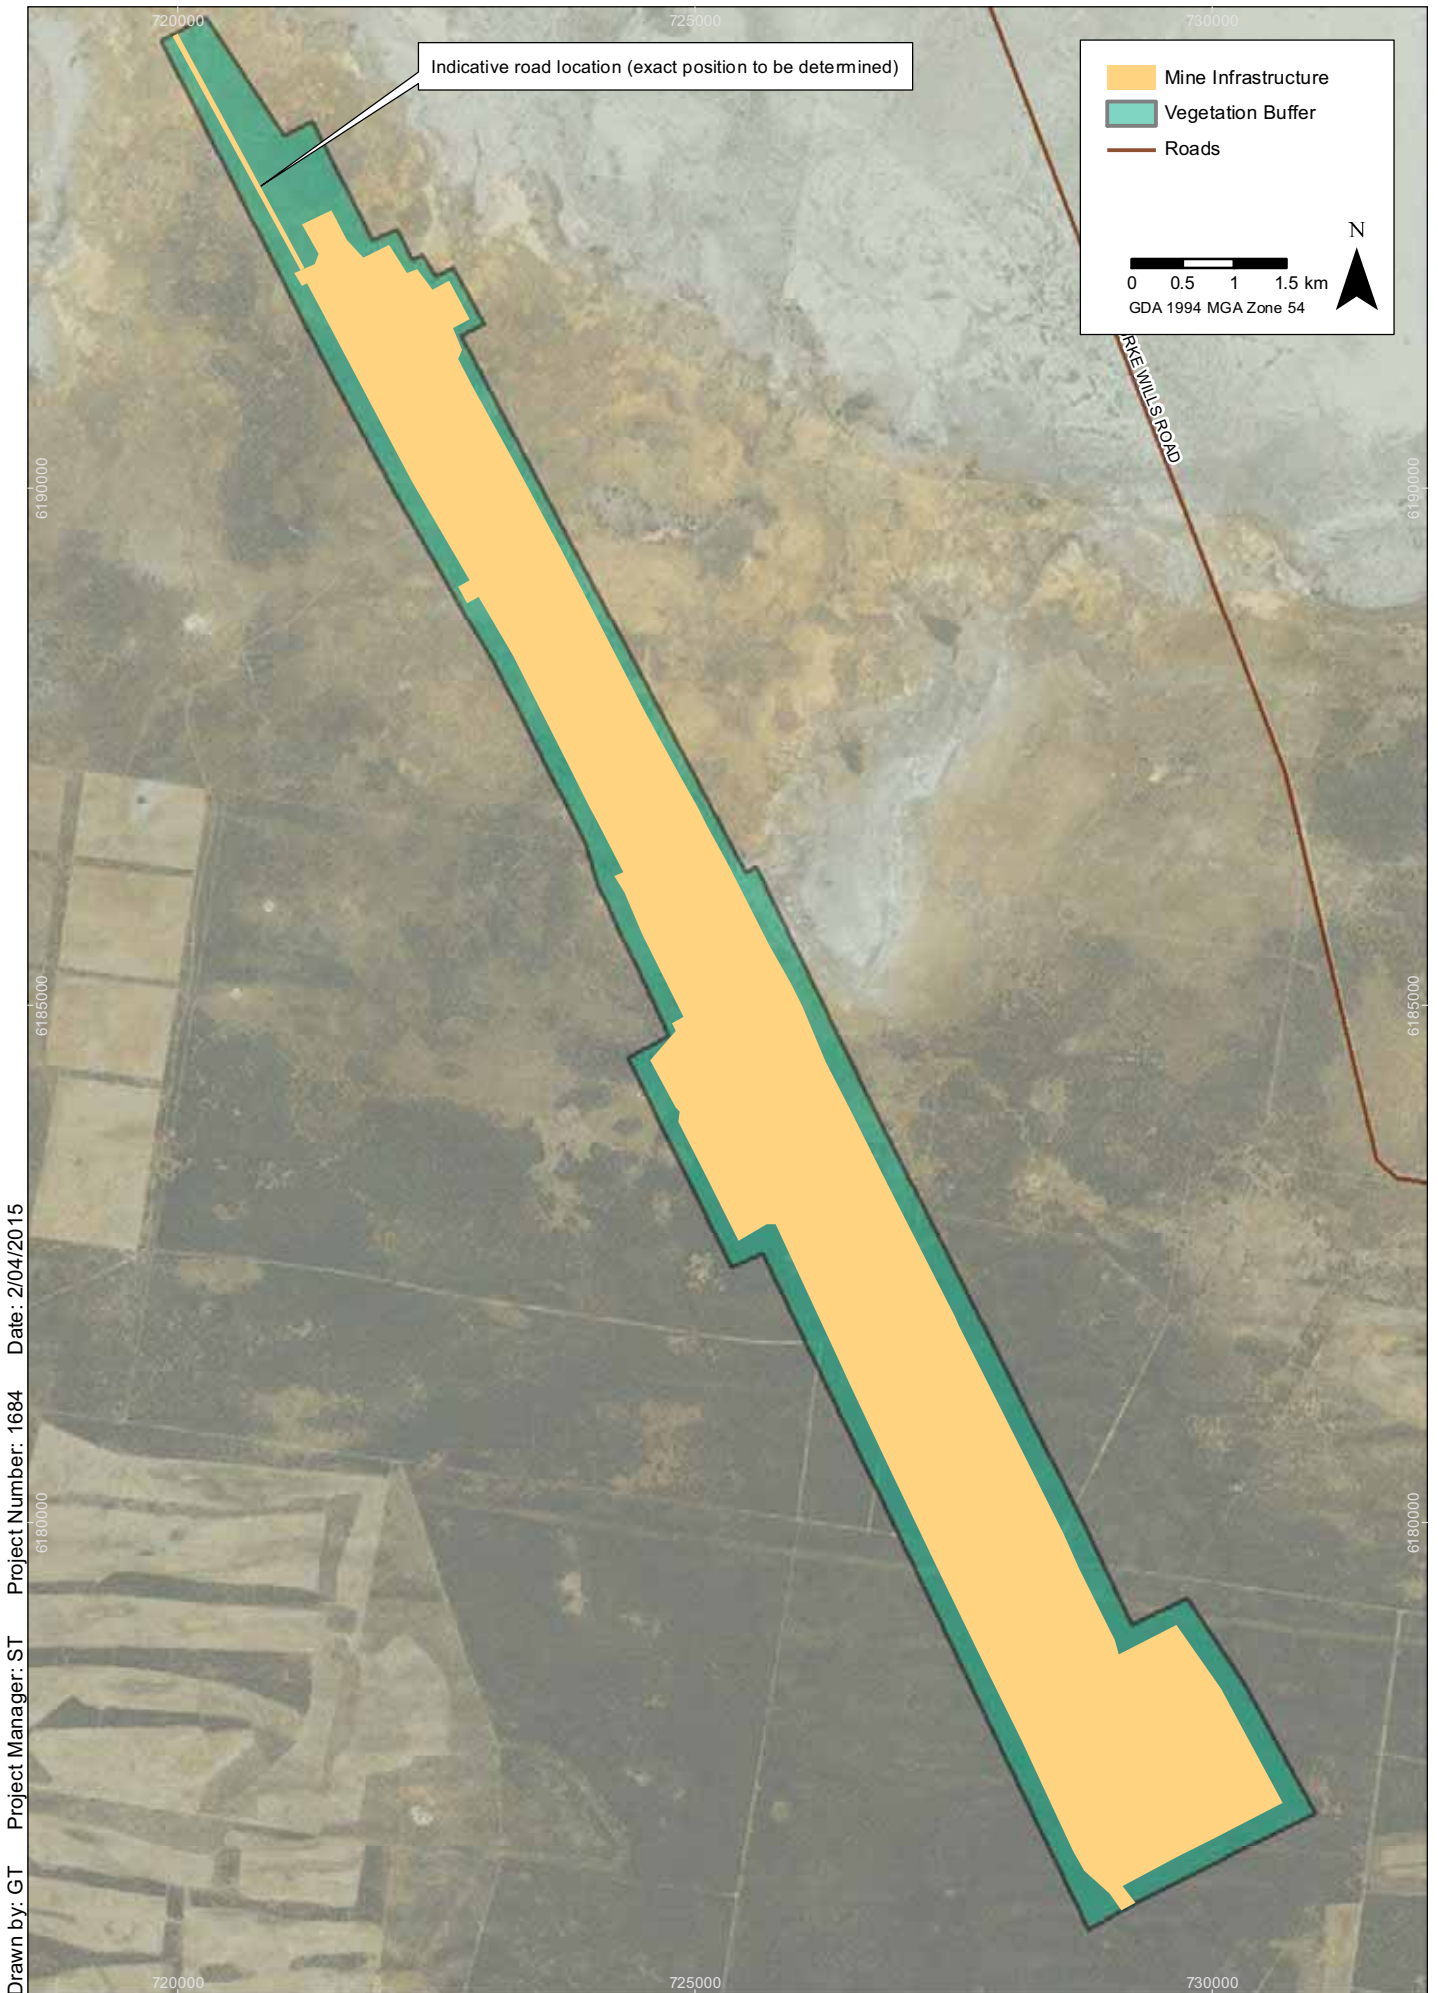 720000
725000
730000
Indicative road location (exact position to be determined)
Mine Infrastructure
Vegetation Buffer
Roads
N
0 0.5 1 1.5 km
GDA 1994 MGA Zone 54
RKE WILLS ROAD
6190000
6190000
6185000
6185000
6180000
6180000
720000
725000
730000
Drawn by: GT Project Manager: ST Project Number: 1684 Date: 2/04/2015